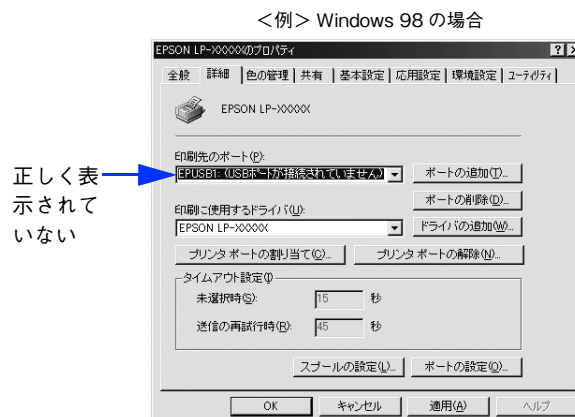 <例> Windows 98 の場合
EPSON LP-XXXXXのプロパティ
全般 詳細 色の管理 共有 基本設定 応用設定 環境設定 ユーティリティ
EPSON LP-XXXXX
印刷先のポート(P):
EPUSB1: (USBポートが接続されていません) ポートの追加(T)...
ポートの削除(D)...
印刷に使用するドライバ(U):
EPSON LP-XXXXX ドライバの追加(W)...
プリンタ ポートの割り当て(C)... プリンタ ポートの解除(N)...
タイムアウト設定(I)
未選択時(S): 15 秒
送信の再試行時(R): 45 秒
スプールの設定(L)... ポートの設定(O)...
OK キャンセル 適用(A) ヘルプ
正しく表
示されて
いない